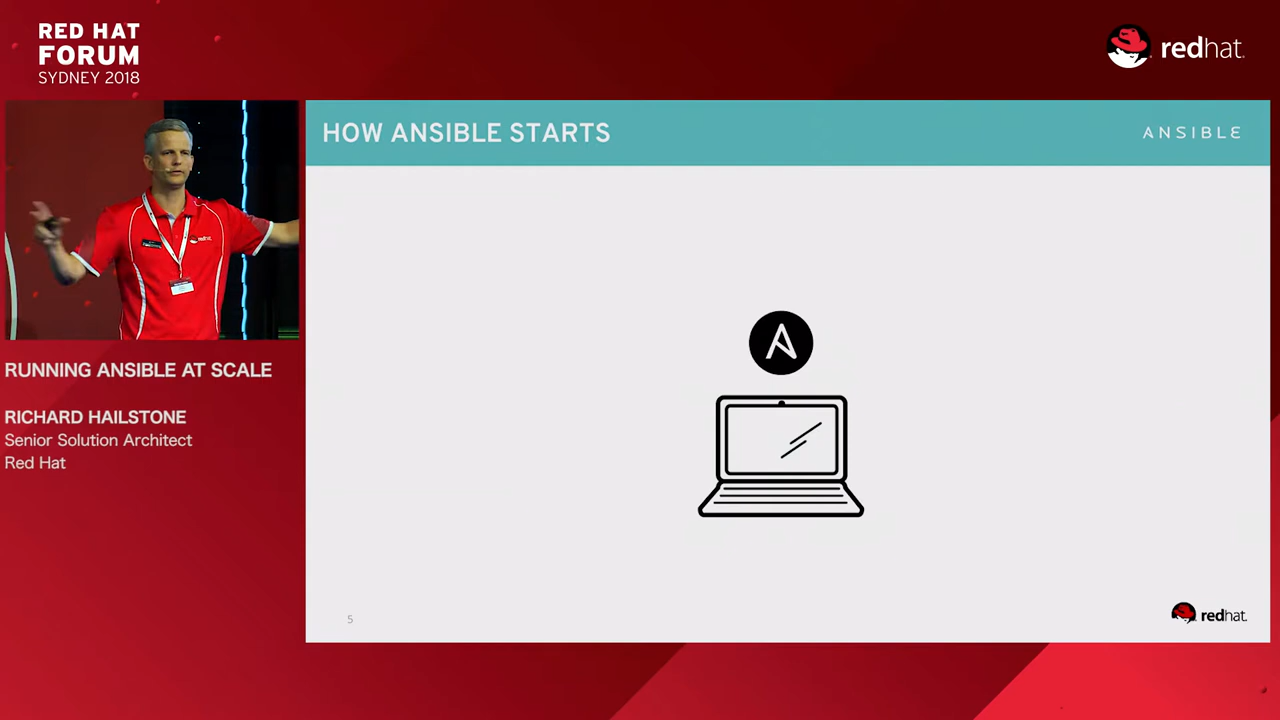 RED HAT
FORUM
SYDNEY 2018
redhat.
HOW ANSIBLE STARTS
ANSIBLE
redhat
RUNNING ANSIBLE AT SCALE
RICHARD HAILSTONE
Senior Solution Architect
Red Hat
5
redhat.